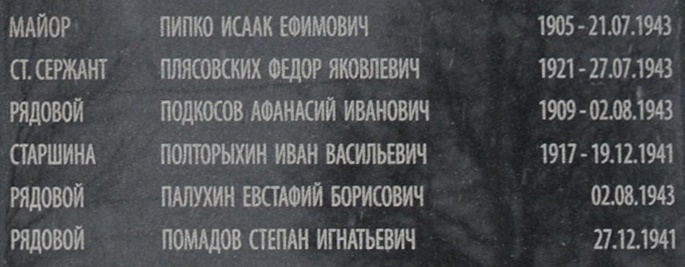 МАЙОР ПИПКО ИСААК ЕФИМОВИЧ 1905 - 21.07.1943
СТ. СЕРЖАНТ ПЛЯСОВСКИХ ФЕДОР ЯКОВЛЕВИЧ 1921 - 27.07.1943
РЯДОВОЙ ПОДКОСОВ АФАНАСИЙ ИВАНОВИЧ 1909 - 02.08.1943
СТАРШИНА ПОЛТОРЫХИН ИВАН ВАСИЛЬЕВИЧ 1917 - 19.12.1941
РЯДОВОЙ ПАЛУХИН ЕВСТАФИЙ БОРИСОВИЧ 02.08.1943
РЯДОВОЙ ПОМАДОВ СТЕПАН ИГНАТЬЕВИЧ 27.12.1941